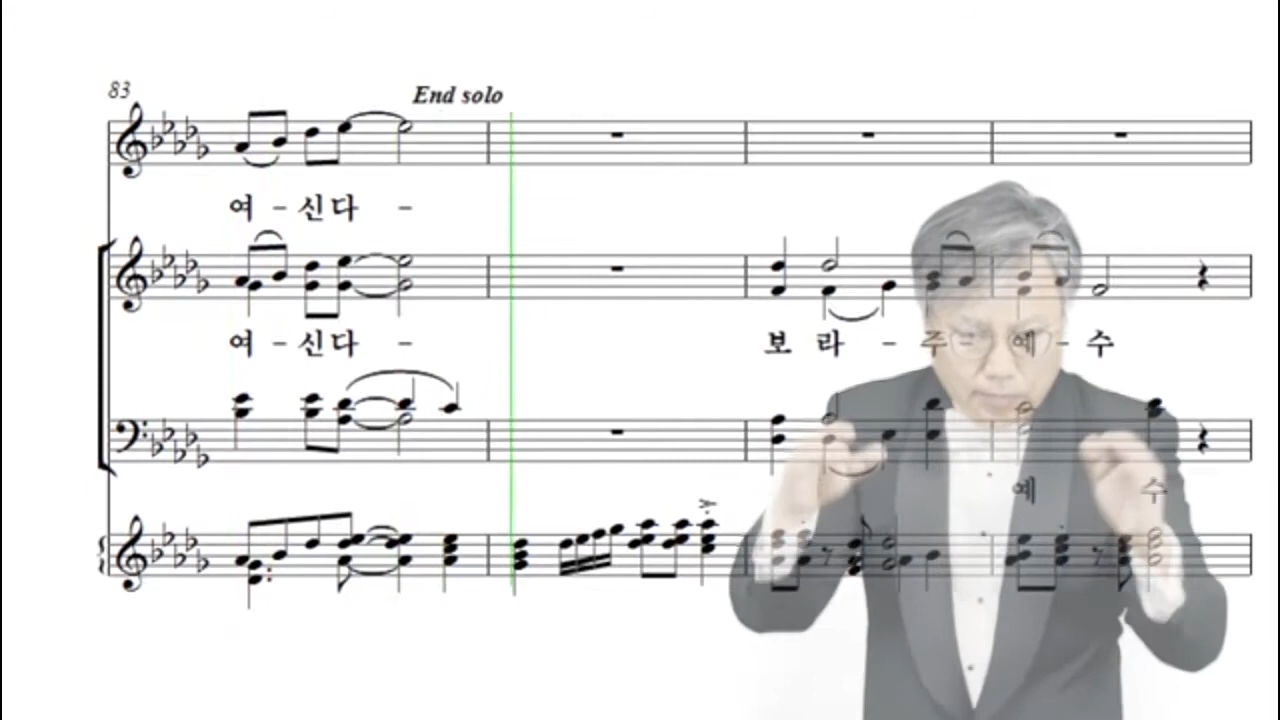 83
End solo
여 - 신 다 -
여 - 신 다 - 보 라 - 주 - 예 - 수
예 수